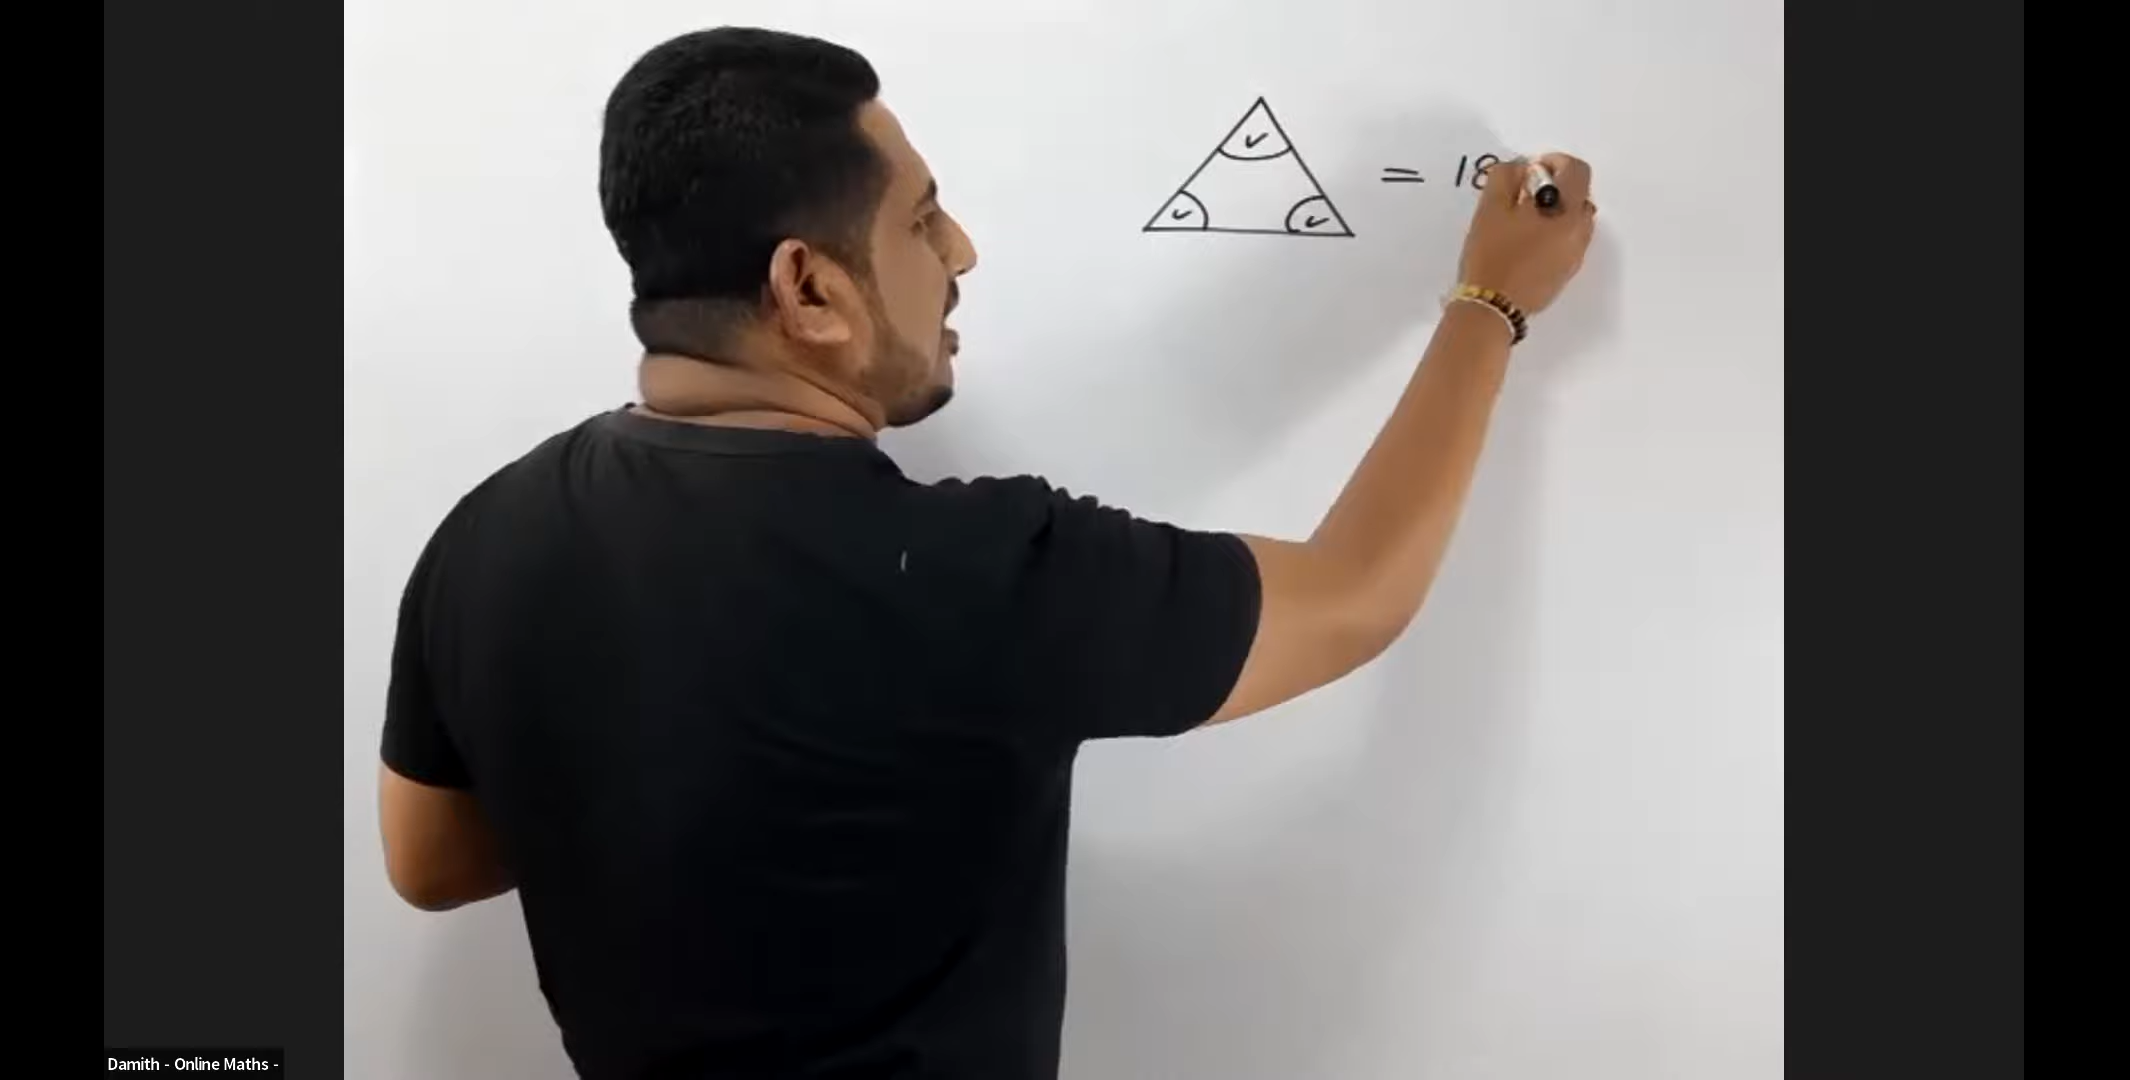 = 18
Damith - Online Maths -